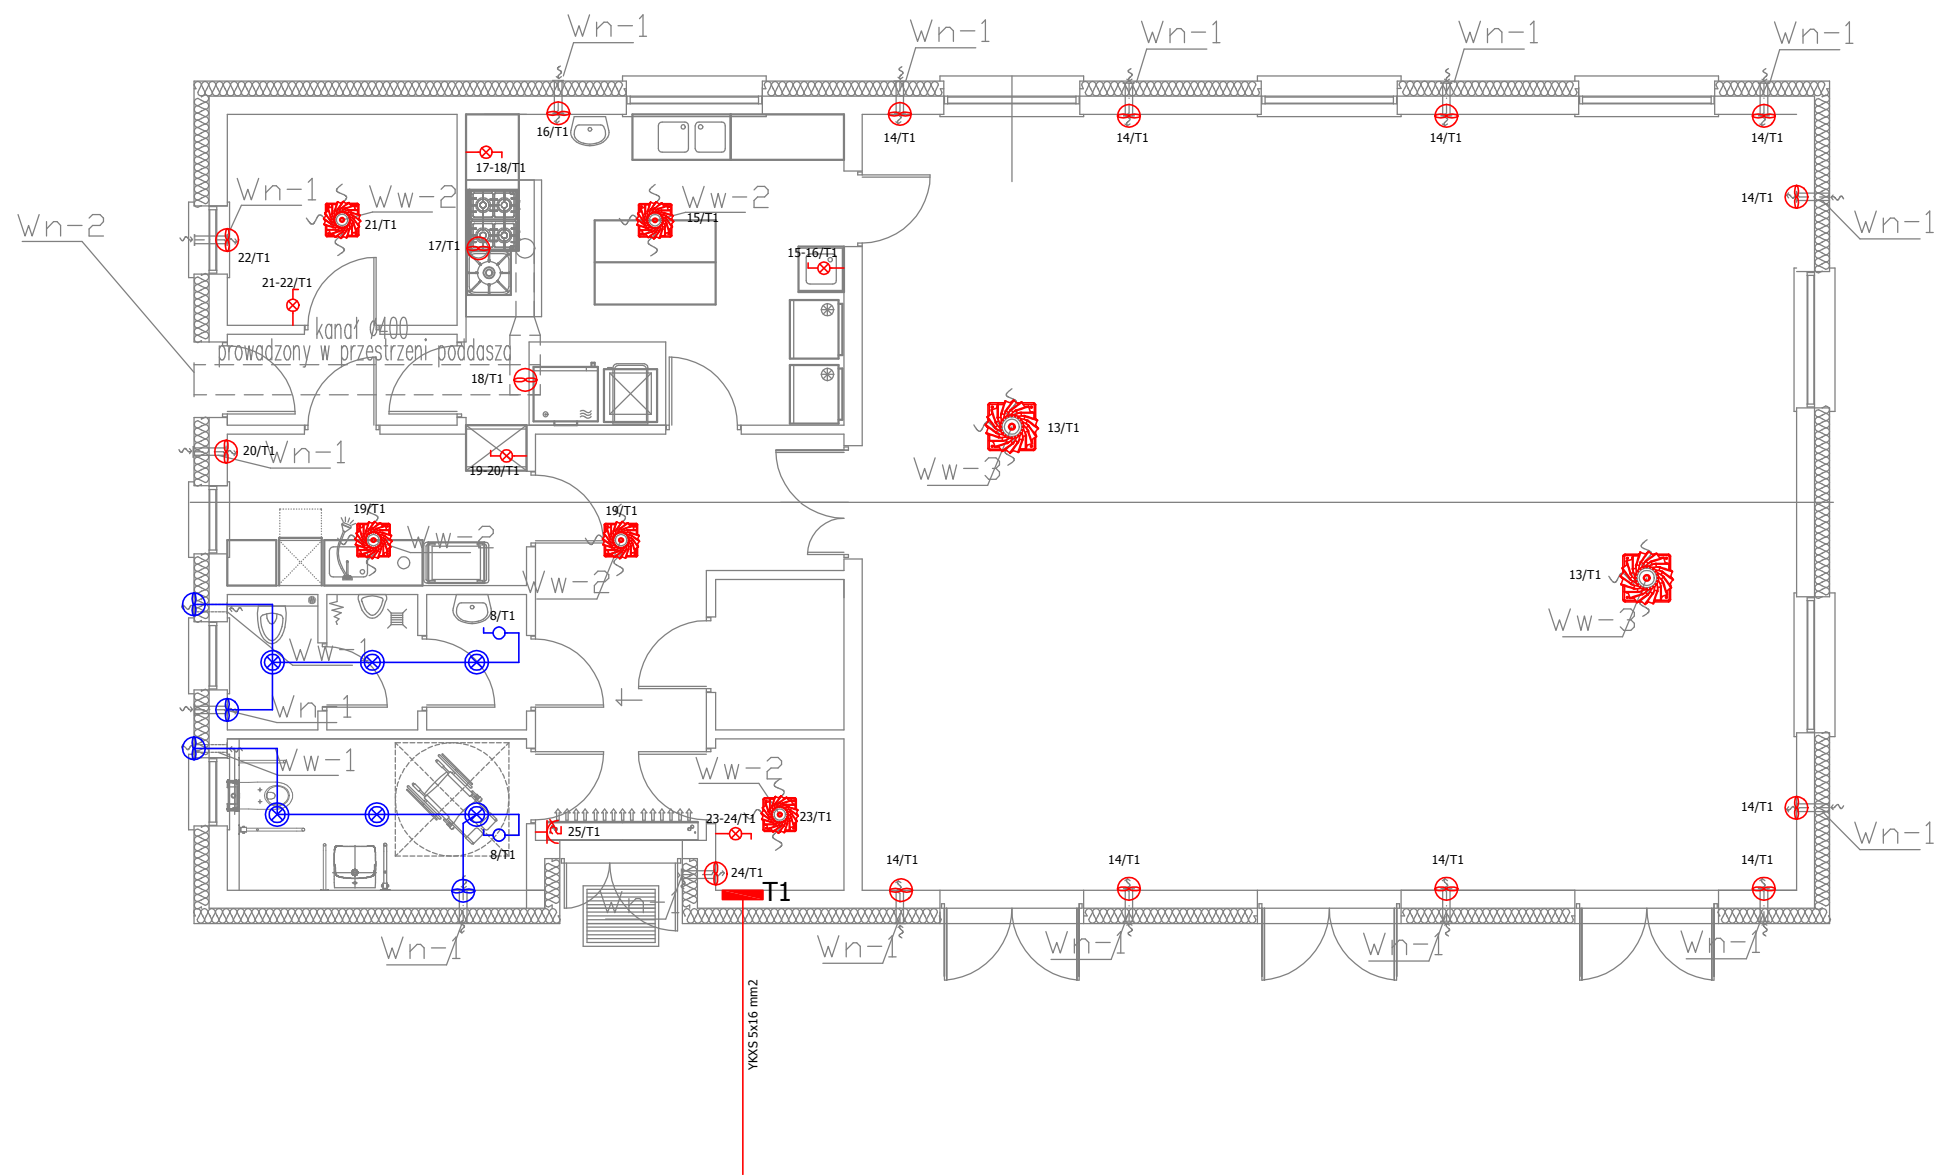 Wn-1
Wn-1
Wn-1
Wn-1
Wn-1
16/T1
14/T1
14/T1
14/T1
14/T1
17-18/T1
Wn-1
Ww-2
Ww-2
14/T1
Wn-2
21/T1
15/T1
Wn-1
17/T1
22/T1
15-16/T1
21-22/T1
kanał ∅400
prowadzony w przestrzeni poddasza
18/T1
13/T1
20/T1
Wn-1
19-20/T1
Ww-3
19/T1
19/T1
Ww-2
13/T1
Ww-2
8/T1
Ww-3
Ww-1
Wn-1
Ww-1
Ww-2
14/T1
23-24/T1
23/T1
25/T1
Wn-1
8/T1
14/T1
14/T1
14/T1
14/T1
24/T1
T1
Wn-1
Wn-1
Wn-1
Wn-1
Wn-1
YKXS 5x16 mm2